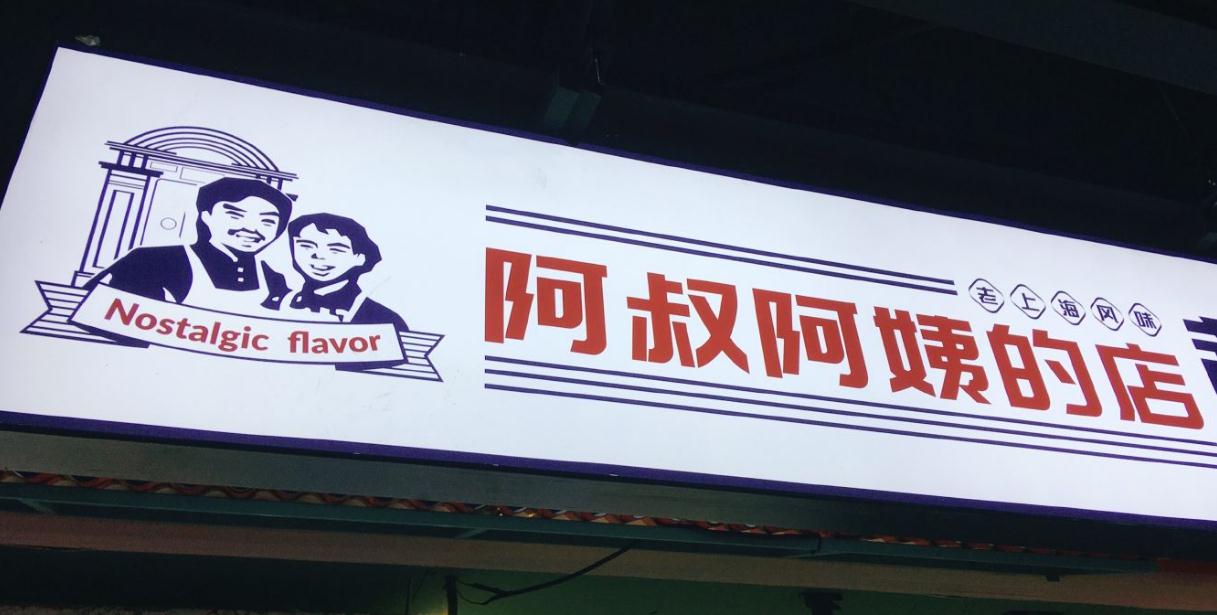 Nostalgic flavor
老上海风味
阿叔阿姨的店